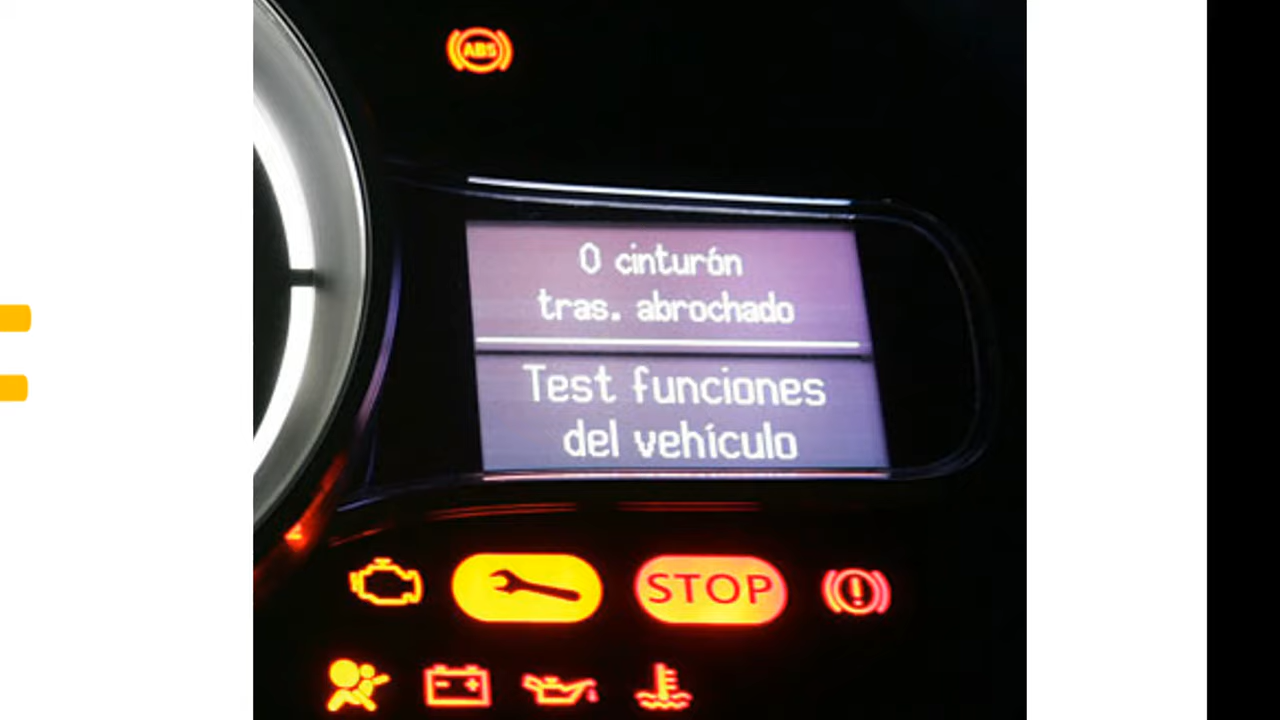 ABS
0 cinturón
tras. abrochado
Test funciones
del vehículo
STOP